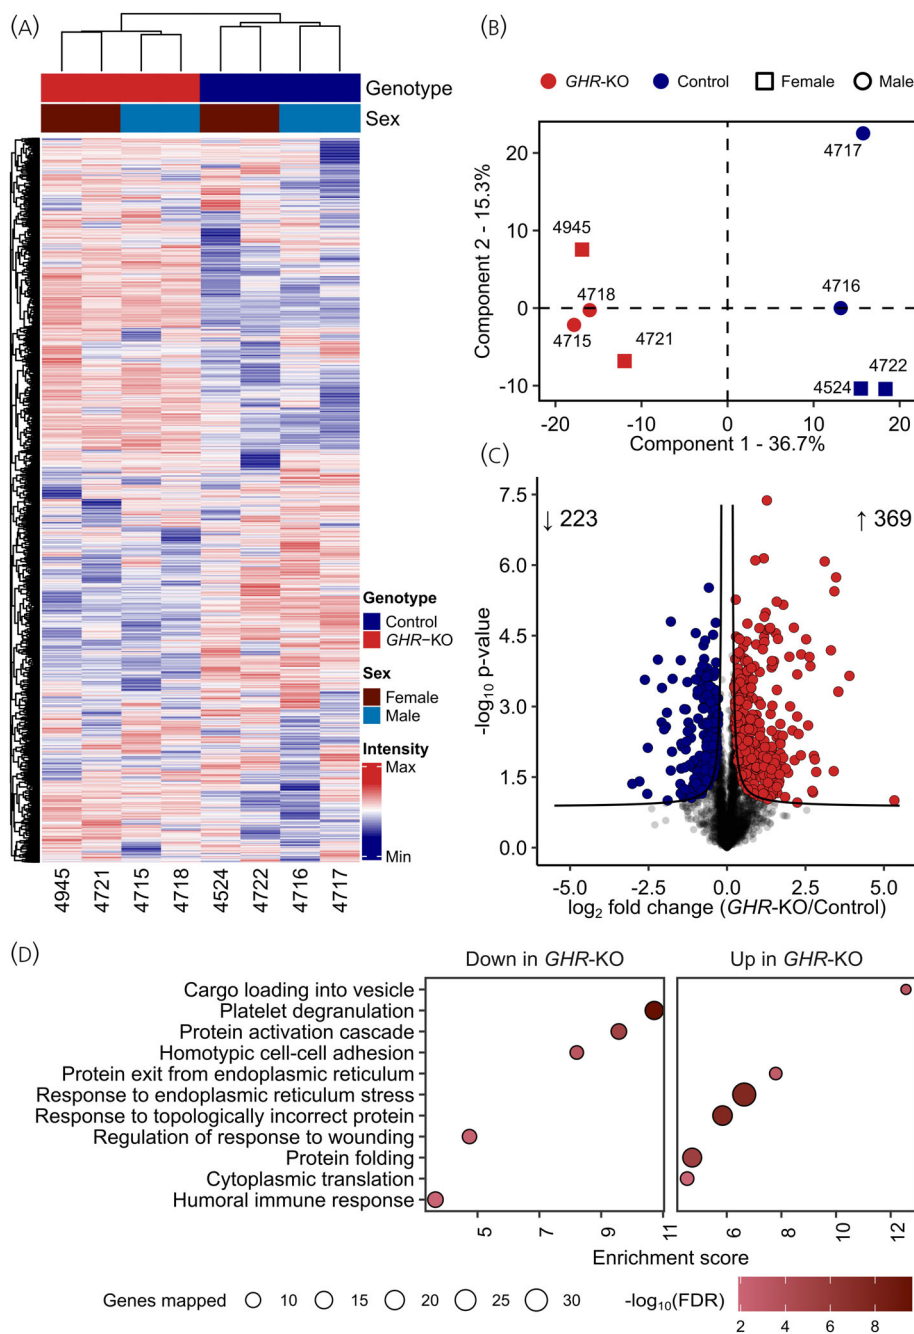 (A)
Genotype
Sex
Genotype
Control
GHR−KO
Sex
Female
Male
Intensity
Max
Min
4945 4721 4715 4718 4524 4722 4716 4717
(B)
GHR-KO Control Female Male
Component 2 - 15.3%
20
10
0
-10
4717
4945
4716
4718
4715
4721
4722
4524
-20 -10 0 10 20
Component 1 - 36.7%
(C)
↓ 223
↑ 369
-log10 p-value
7.5
6.0
4.5
3.0
1.5
0.0
-5.0 -2.5 0.0 2.5 5.0
log2 fold change (GHR-KO/Control)
(D)
Down in GHR-KO Up in GHR-KO
Cargo loading into vesicle
Platelet degranulation
Protein activation cascade
Homotypic cell-cell adhesion
Protein exit from endoplasmic reticulum
Response to endoplasmic reticulum stress
Response to topologically incorrect protein
Regulation of response to wounding
Protein folding
Cytoplasmic translation
Humoral immune response
5 7 9 11 6 8 10 12
Enrichment score
Genes mapped 10 15 20 25 30 -log10(FDR) 2 4 6 8